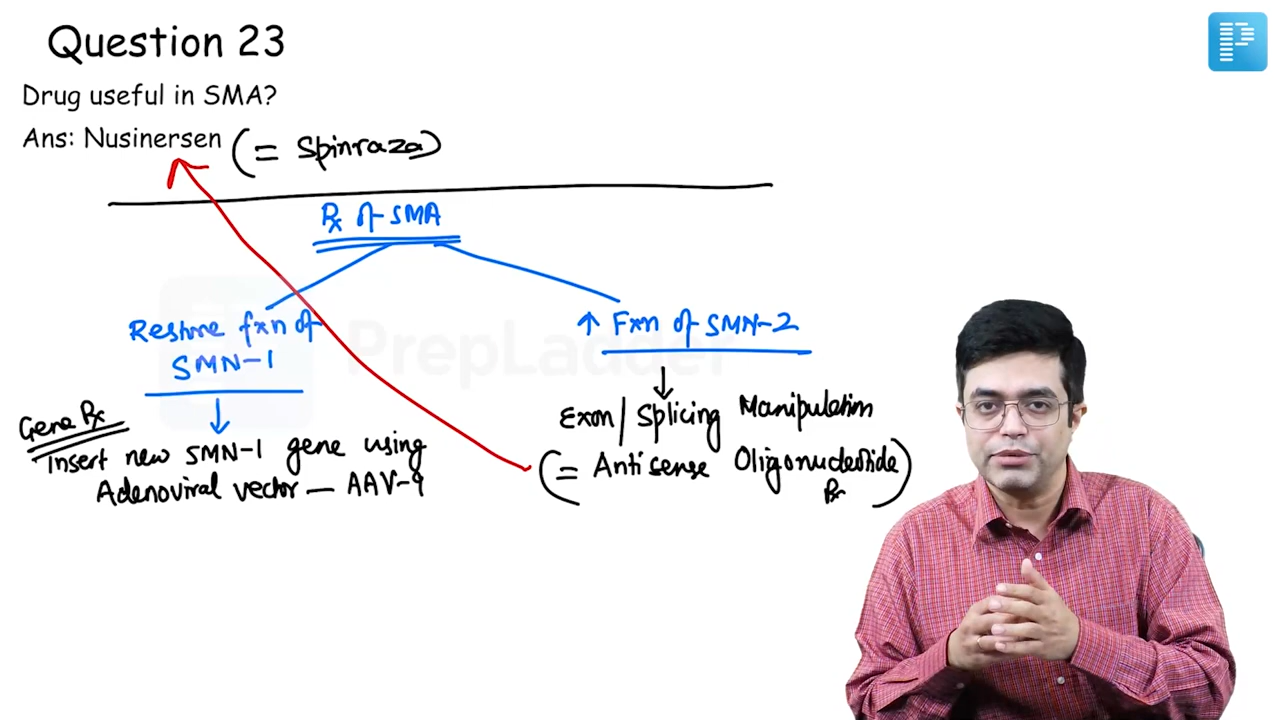 Question 23
Drug useful in SMA?
Ans: Nusinersen (= Spinraza)
Rx of SMA
Restore fxn of
SMN-1
↑ Fxn of SMN-2
Gene Rx
Insert new SMN-1 gene using
Adenoviral vector — AAV-9
Exon/Splicing Manipulation
(= Antisense Oligonucleotide
Rx)
PrepLadder